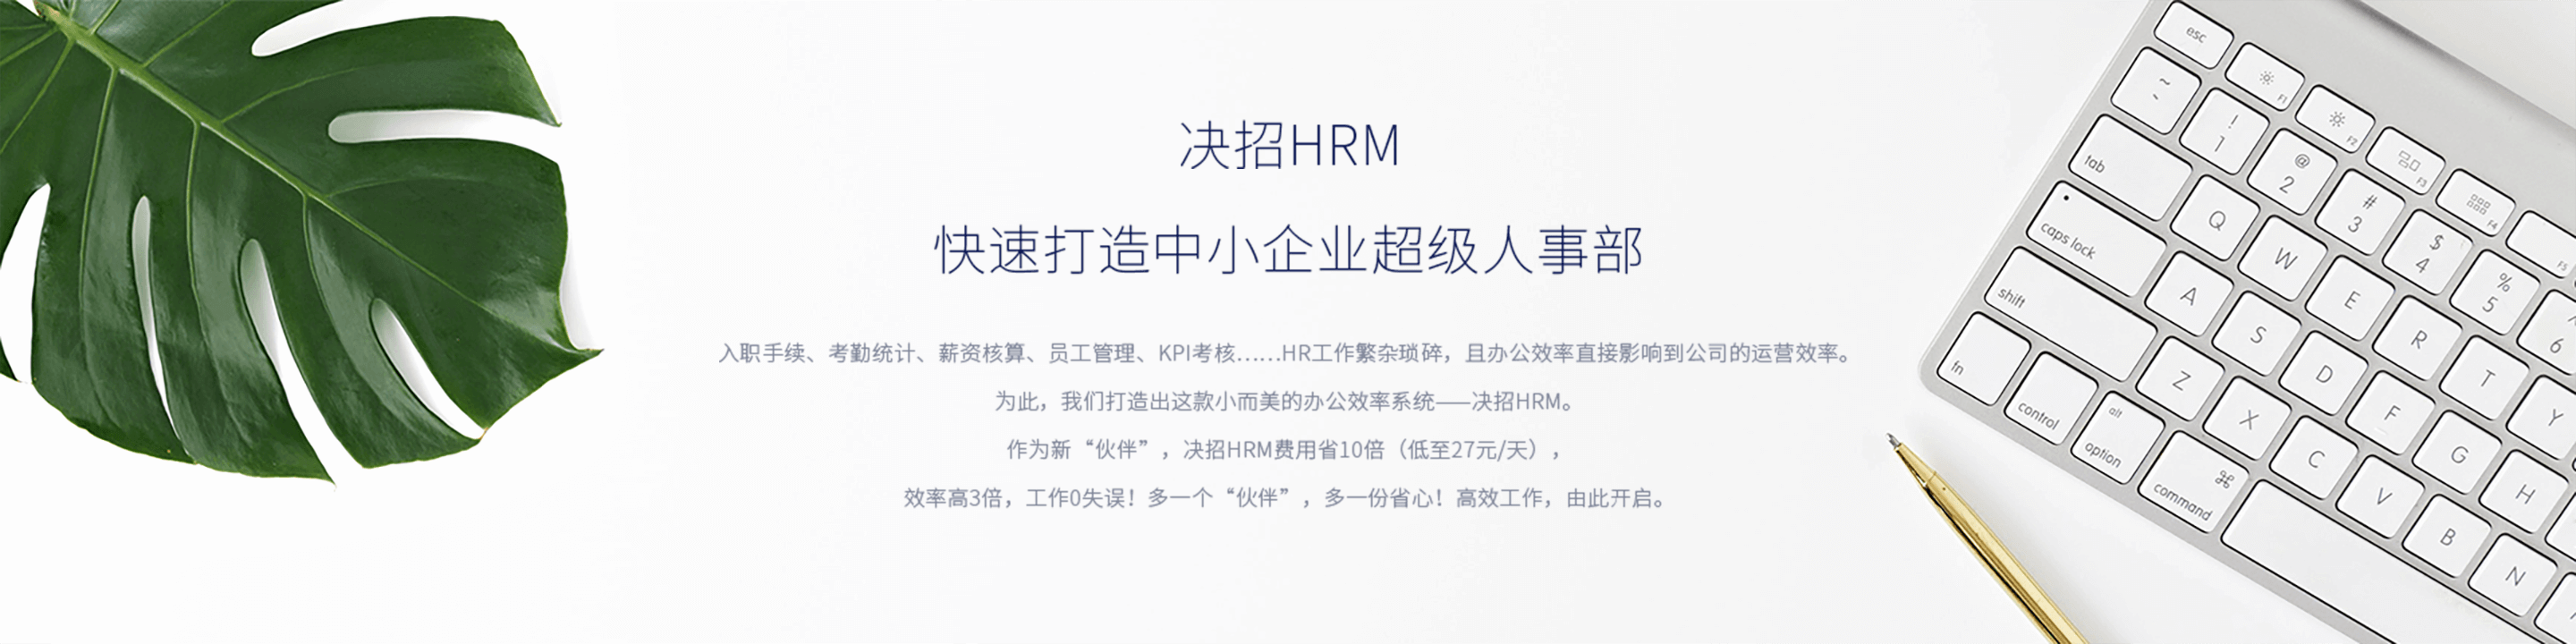 决招HRM
快速打造中小企业超级人事部
入职手续、考勤统计、薪资核算、员工管理、KPI考核……HR工作繁杂琐碎，且办公效率直接影响到公司的运营效率。
为此，我们打造出这款小而美的办公效率系统——决招HRM。
作为新“伙伴”，决招HRM费用省10倍（低至27元/天），
效率高3倍，工作0失误！多一个“伙伴”，多一份省心！高效工作，由此开启。
esc
F1 F2 F3 F4 F5
~ ! @ # $ % ^
` 1 2 3 4 5 6
tab Q W E R T Y
caps lock A S D F G H
shift Z X C V B N
fn control alt option ⌘ command